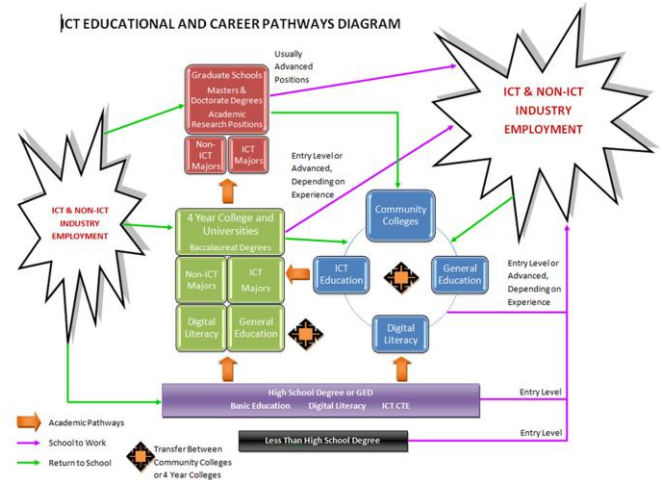 ICT EDUCATIONAL AND CAREER PATHWAYS DIAGRAM
Usually
Advanced
Positions
Graduate Schools
Masters &
Doctorate Degrees
Academic
Research Positions
Non-
ICT
Majors
ICT
Majors
ICT & NON-ICT
INDUSTRY
EMPLOYMENT
Entry Level or
Advanced,
Depending on
Experience
ICT & NON-ICT
INDUSTRY
EMPLOYMENT
4 Year College and
Universities
Baccalaureat Degrees
Non-ICT
Majors
ICT
Majors
Digital
Literacy
General
Education
Community
Colleges
ICT
Education
General
Education
Digital
Literacy
Entry Level
or Advanced,
Depending
on Experience
High School Degree or GED
Basic Education Digital Literacy ICT CTE
Entry Level
Less Than High School Degree
Entry Level
Academic Pathways
School to Work
Return to School
Transfer Between
Community Colleges
or 4 Year Colleges